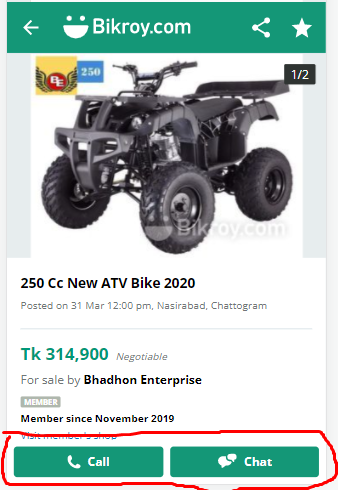 Bikroy.com
BE 250
1/2
Bikroy.com
250 Cc New ATV Bike 2020
Posted on 31 Mar 12:00 pm, Nasirabad, Chattogram
Tk 314,900 Negotiable
For sale by Bhadhon Enterprise
MEMBER
Member since November 2019
Visit member's shop
Call Chat